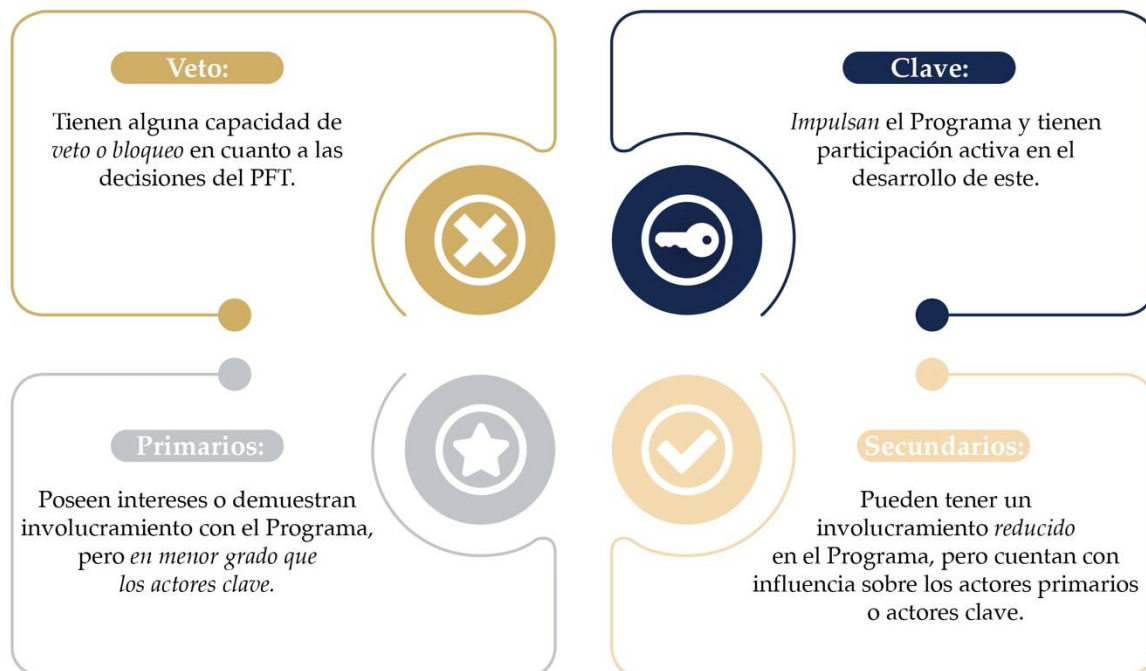 Veto:
Tienen alguna capacidad de
veto o bloqueo en cuanto a las
decisiones del PFT.
Clave:
Impulsan el Programa y tienen
participación activa en el
desarrollo de este.
Primarios:
Poseen intereses o demuestran
involucramiento con el Programa,
pero en menor grado que
los actores clave.
Secundarios:
Pueden tener un
involucramiento reducido
en el Programa, pero cuentan con
influencia sobre los actores primarios
o actores clave.